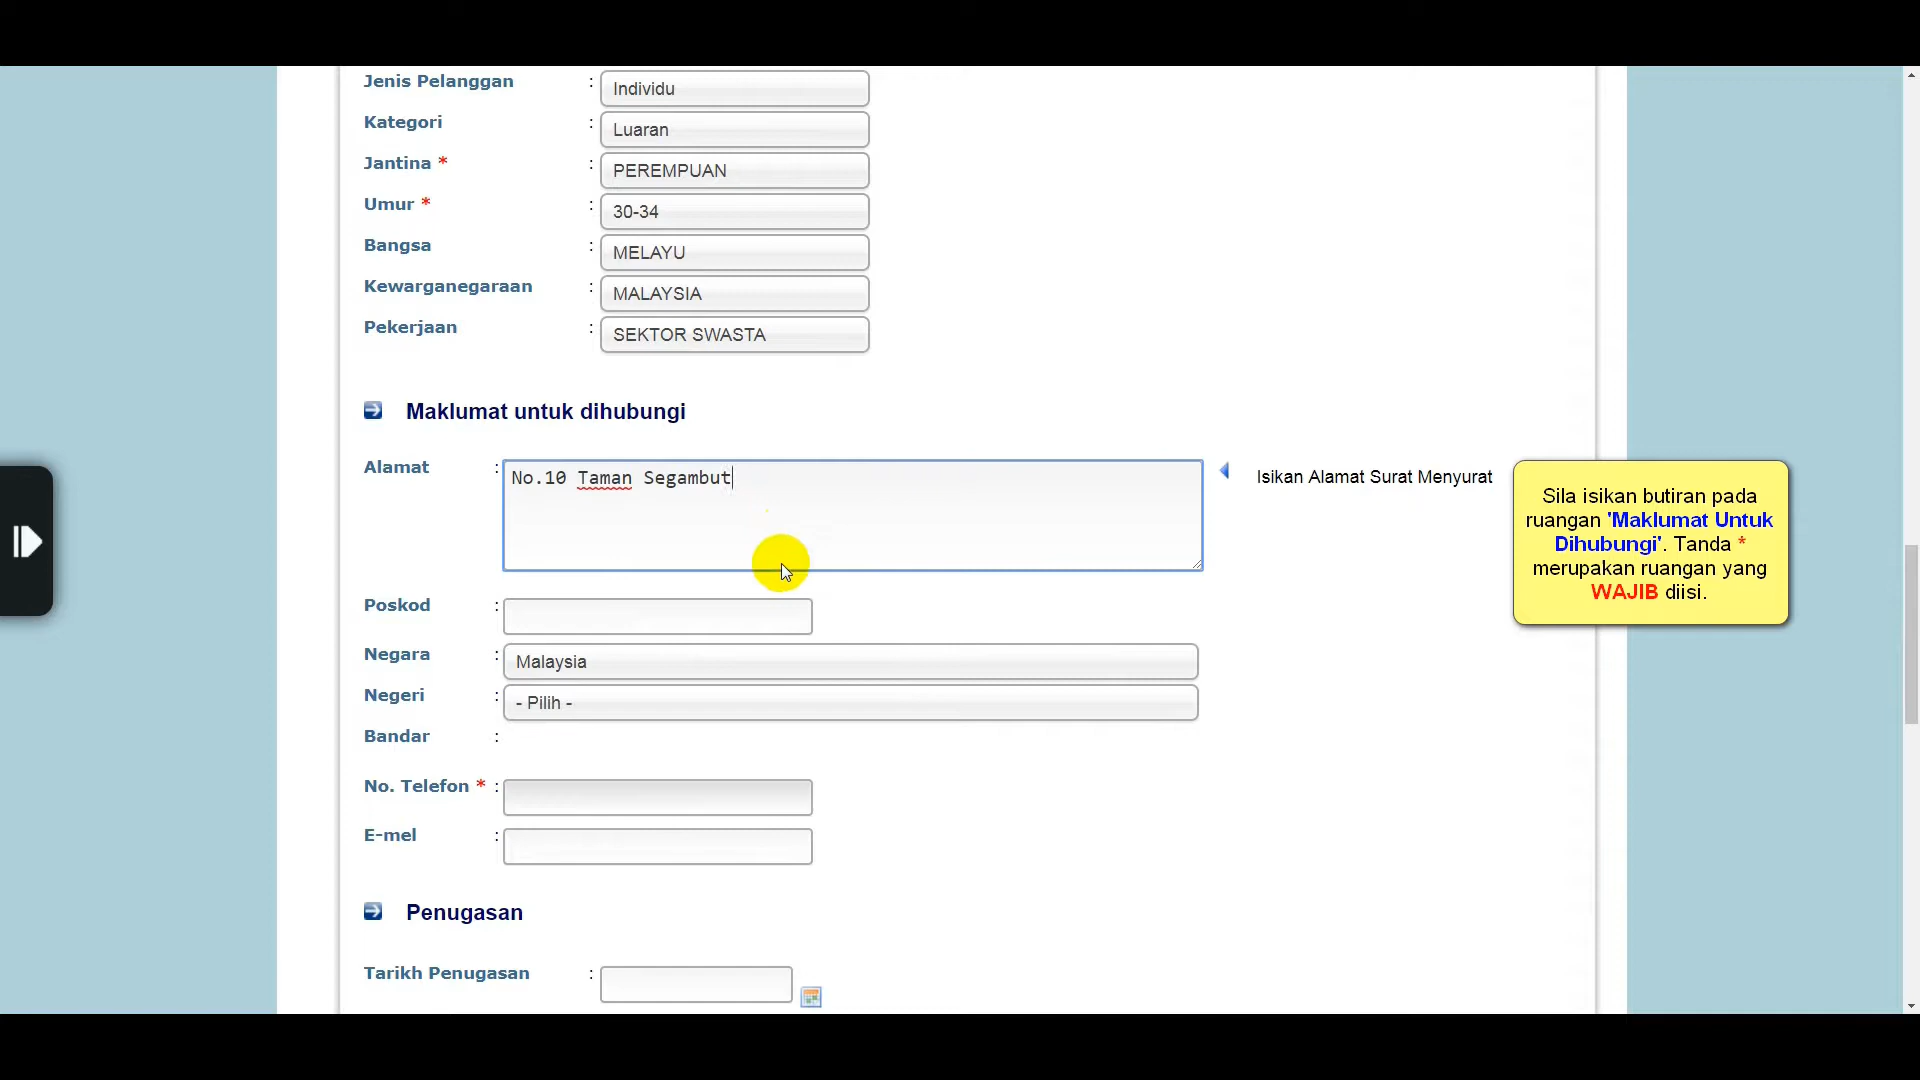 Jenis Pelanggan : Individu
Kategori : Luaran
Jantina * : PEREMPUAN
Umur * : 30-34
Bangsa : MELAYU
Kewarganegaraan : MALAYSIA
Pekerjaan : SEKTOR SWASTA
Maklumat untuk dihubungi
Alamat : No.10 Taman Segambut
Isikan Alamat Surat Menyurat
Sila isikan butiran pada
ruangan 'Maklumat Untuk
Dihubungi'. Tanda *
merupakan ruangan yang
WAJIB diisi.
Poskod :
Negara : Malaysia
Negeri : - Pilih -
Bandar :
No. Telefon * :
E-mel :
Penugasan
Tarikh Penugasan :